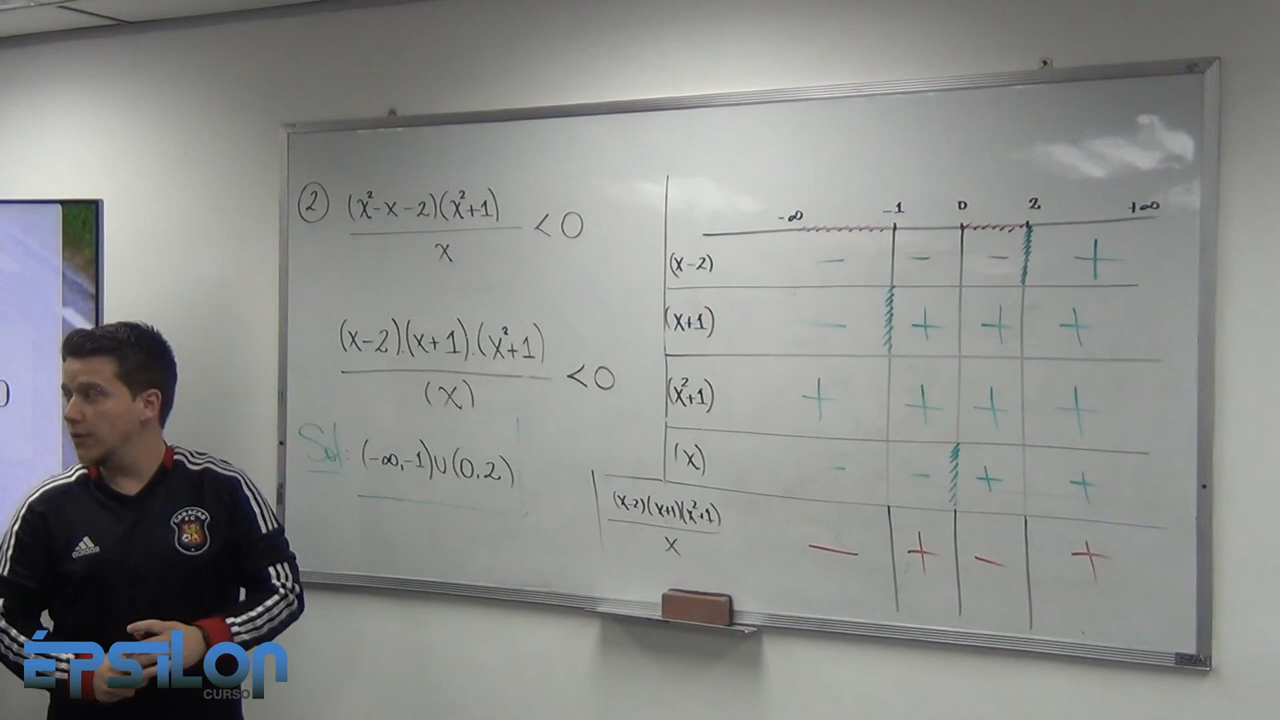 ② (x²-x-2)(x²+1)
x
< 0
(x-2).(x+1).(x²+1)
(x)
< 0
Sol: (-∞,-1)∪(0,2)
-∞ -1 0 2 +∞
(x-2) - - - +
(x+1) - + + +
(x²+1) + + + +
(x) - - + +
(x-2)(x+1)(x²+1)
x
- + - +
0
CARACAS
F.C
adidas
ÉPSILON
CURSO